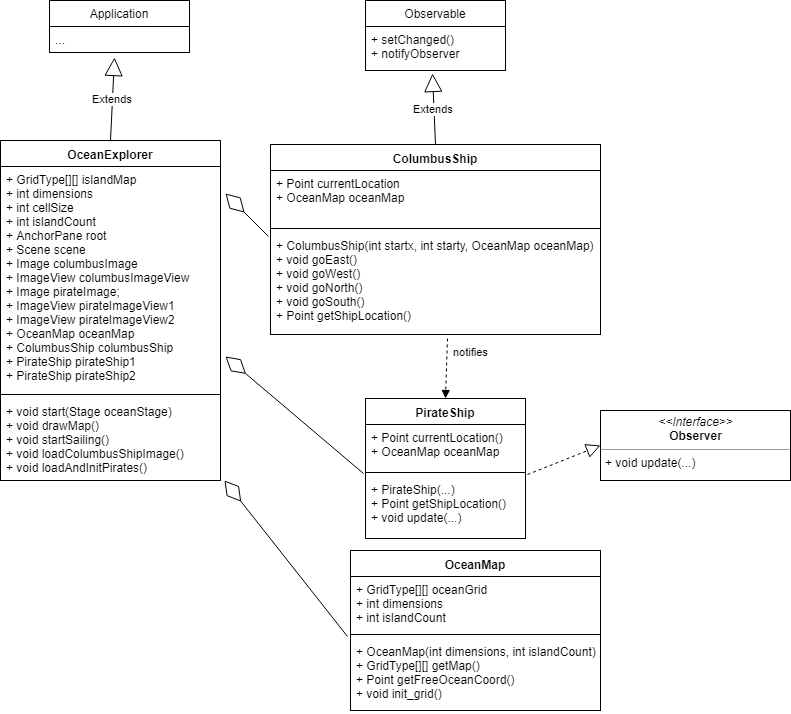 Application
...
Extends
Observable
+ setChanged()
+ notifyObserver
Extends
OceanExplorer
+ GridType[][] islandMap
+ int dimensions
+ int cellSize
+ int islandCount
+ AnchorPane root
+ Scene scene
+ Image columbusImage
+ ImageView columbusImageView
+ Image pirateImage;
+ ImageView pirateImageView1
+ ImageView pirateImageView2
+ OceanMap oceanMap
+ ColumbusShip columbusShip
+ PirateShip pirateShip1
+ PirateShip pirateShip2
+ void start(Stage oceanStage)
+ void drawMap()
+ void startSailing()
+ void loadColumbusShipImage()
+ void loadAndInitPirates()
ColumbusShip
+ Point currentLocation
+ OceanMap oceanMap
+ ColumbusShip(int startx, int starty, OceanMap oceanMap)
+ void goEast()
+ void goWest()
+ void goNorth()
+ void goSouth()
+ Point getShipLocation()
notifies
PirateShip
+ Point currentLocation()
+ OceanMap oceanMap
+ PirateShip(...)
+ Point getShipLocation()
+ void update(...)
<<Interface>>
Observer
+ void update(...)
OceanMap
+ GridType[][] oceanGrid
+ int dimensions
+ int islandCount
+ OceanMap(int dimensions, int islandCount)
+ GridType[][] getMap()
+ Point getFreeOceanCoord()
+ void init_grid()